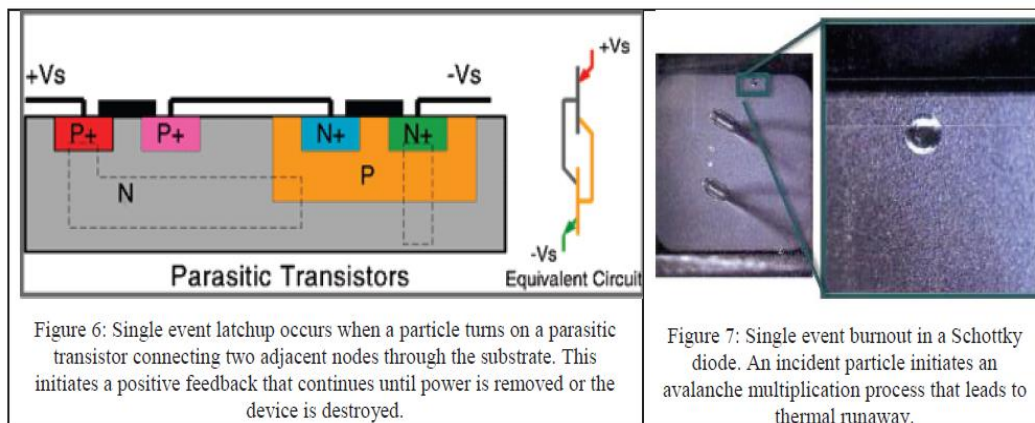 +Vs
-Vs
P+
P+
N+
N+
N
P
Parasitic Transistors
+Vs
-Vs
Equivalent Circuit
Figure 6: Single event latchup occurs when a particle turns on a parasitic
transistor connecting two adjacent nodes through the substrate. This
initiates a positive feedback that continues until power is removed or the
device is destroyed.
Figure 7: Single event burnout in a Schottky
diode. An incident particle initiates an
avalanche multiplication process that leads to
thermal runaway.